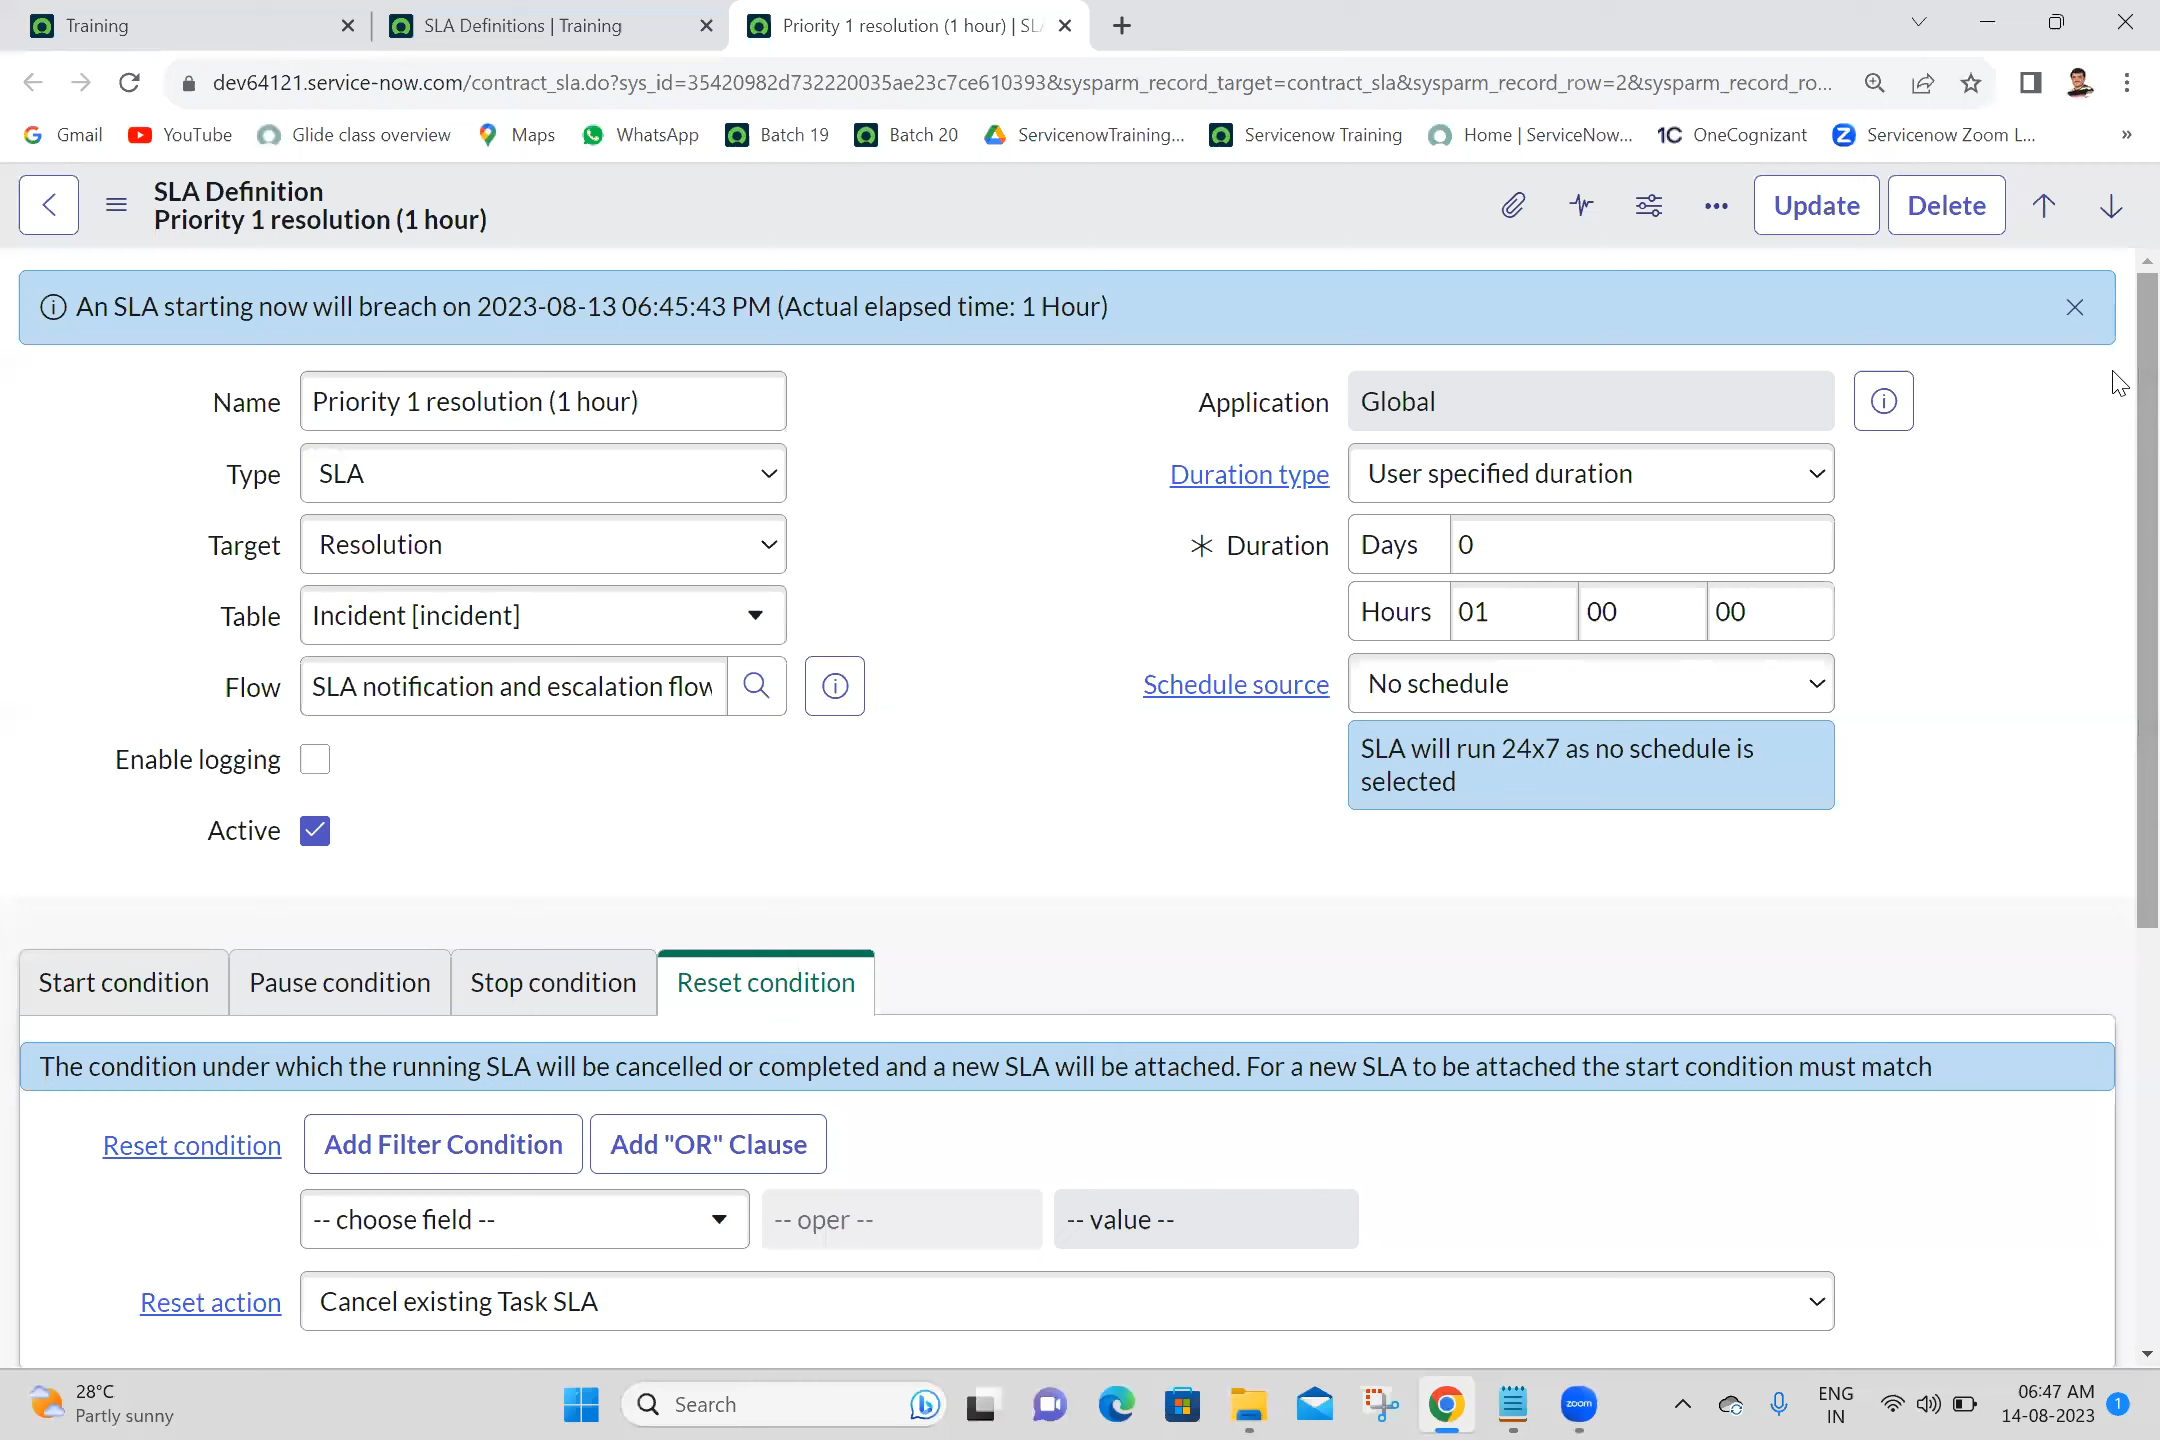 Training
SLA Definitions | Training
Priority 1 resolution (1 hour) | SL
dev64121.service-now.com/contract_sla.do?sys_id=35420982d732220035ae23c7ce610393&sysparm_record_target=contract_sla&sysparm_record_row=2&sysparm_record_ro...
Gmail YouTube Glide class overview Maps WhatsApp Batch 19 Batch 20 ServicenowTraining... Servicenow Training Home | ServiceNow... 1C OneCognizant Servicenow Zoom L... »
SLA Definition
Priority 1 resolution (1 hour)
Update Delete
An SLA starting now will breach on 2023-08-13 06:45:43 PM (Actual elapsed time: 1 Hour)
Name Priority 1 resolution (1 hour)
Application Global
Type SLA
Duration type User specified duration
Target Resolution
Duration Days 0
Table Incident [incident]
Hours 01 00 00
Flow SLA notification and escalation flow
Schedule source No schedule
SLA will run 24x7 as no schedule is
selected
Enable logging
Active
Start condition Pause condition Stop condition Reset condition
The condition under which the running SLA will be cancelled or completed and a new SLA will be attached. For a new SLA to be attached the start condition must match
Reset condition Add Filter Condition Add "OR" Clause
-- choose field -- -- oper -- -- value --
Reset action Cancel existing Task SLA
28°C
Partly sunny
Search
zoom
ENG
IN
06:47 AM
14-08-2023
1